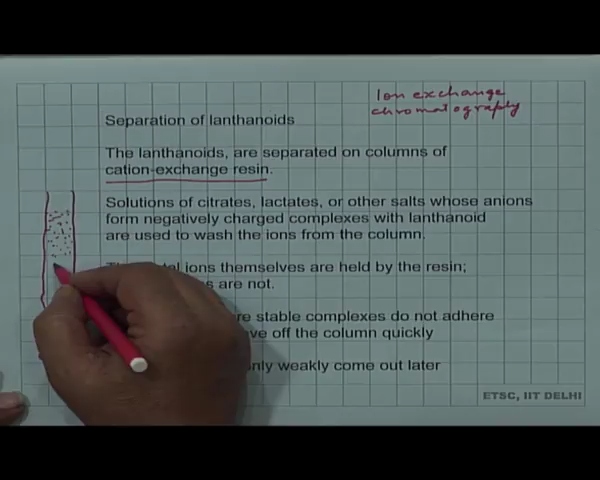 Ion exchange
chromatography
Separation of lanthanoids
The lanthanoids, are separated on columns of
cation-exchange resin.
Solutions of citrates, lactates, or other salts whose anions
form negatively charged complexes with lanthanoid
are used to wash the ions from the column.
ions themselves are held by the resin;
are not.
stable complexes do not adhere
off the column quickly
only weakly come out later
ETSC, IIT DELHI